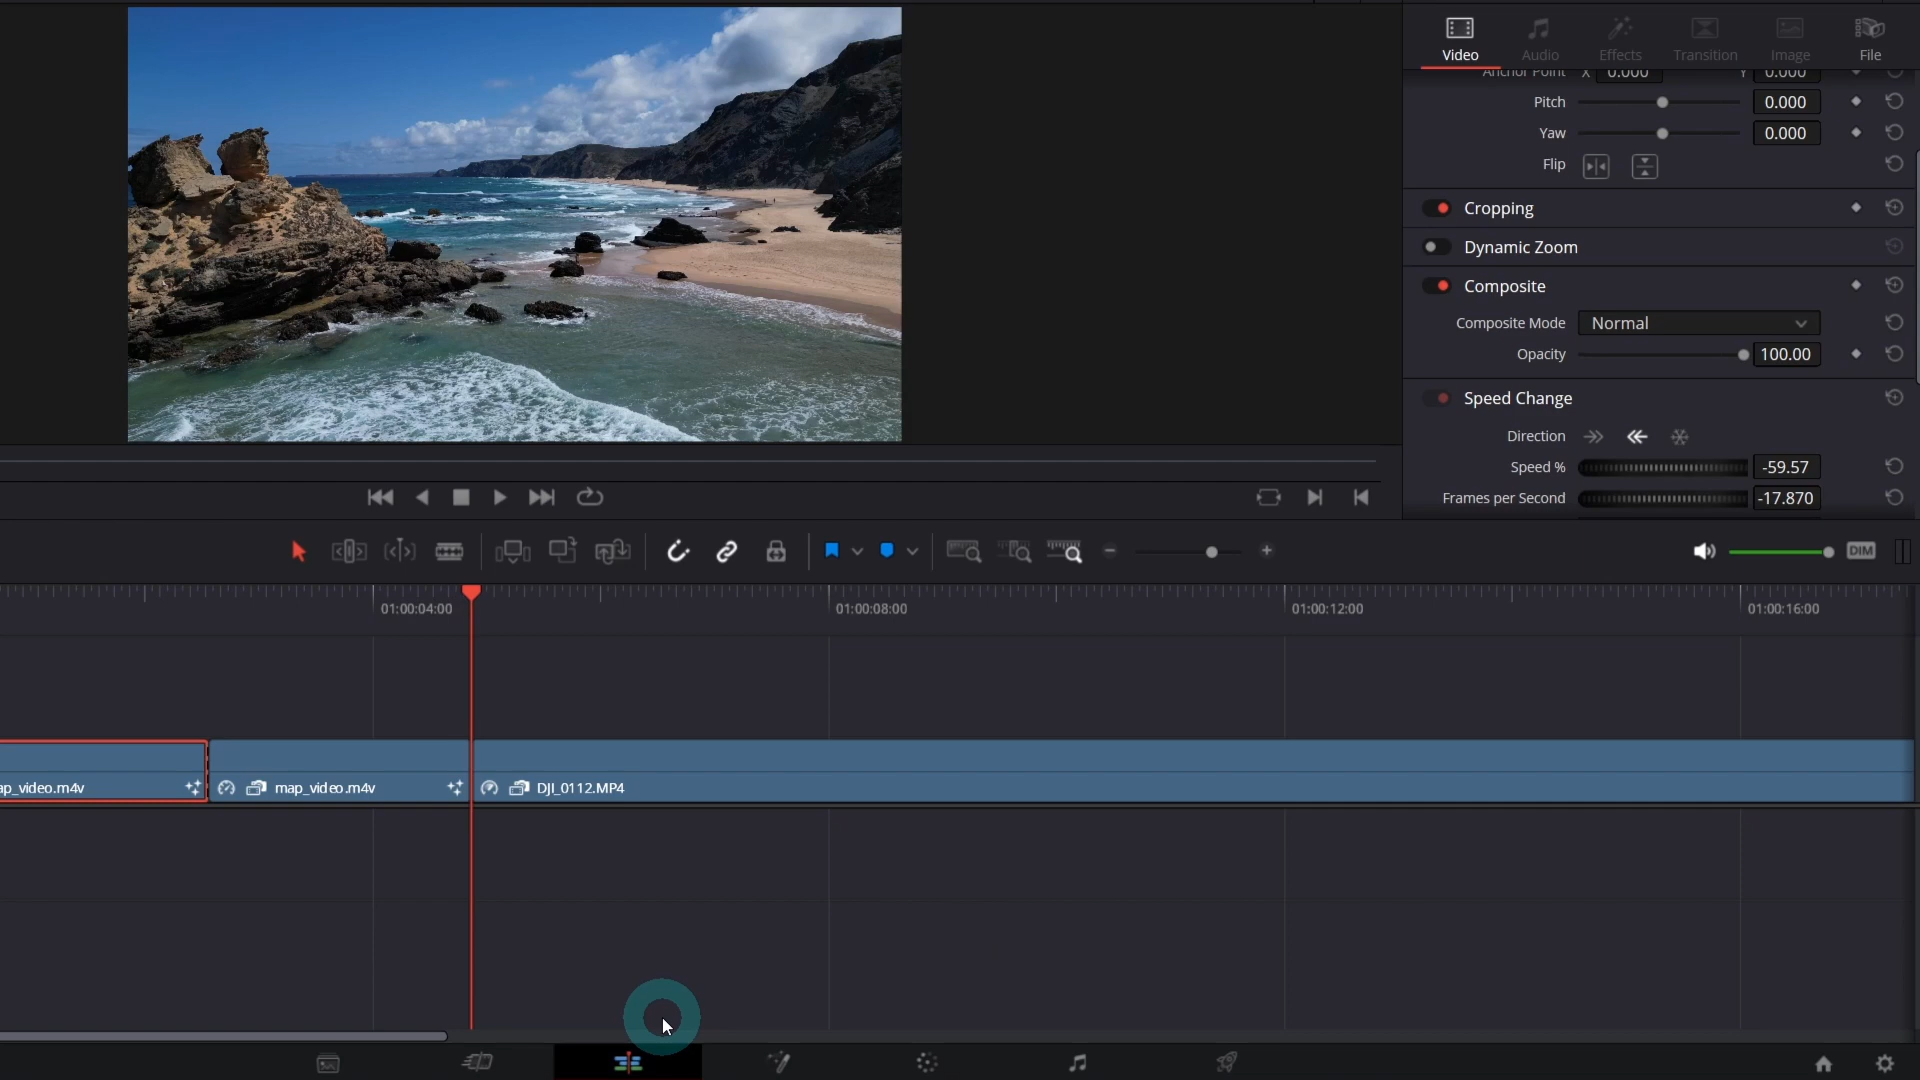 Video Audio Effects Transition Image File
Anchor Point X 0.000 Y 0.000
Pitch 0.000
Yaw 0.000
Flip
Cropping
Dynamic Zoom
Composite
Composite Mode Normal
Opacity 100.00
Speed Change
Direction
Speed % -59.57
Frames per Second -17.870
DIM
01:00:04:00 01:00:08:00 01:00:12:00 01:00:16:00
ap_video.m4v map_video.m4v DJI_0112.MP4